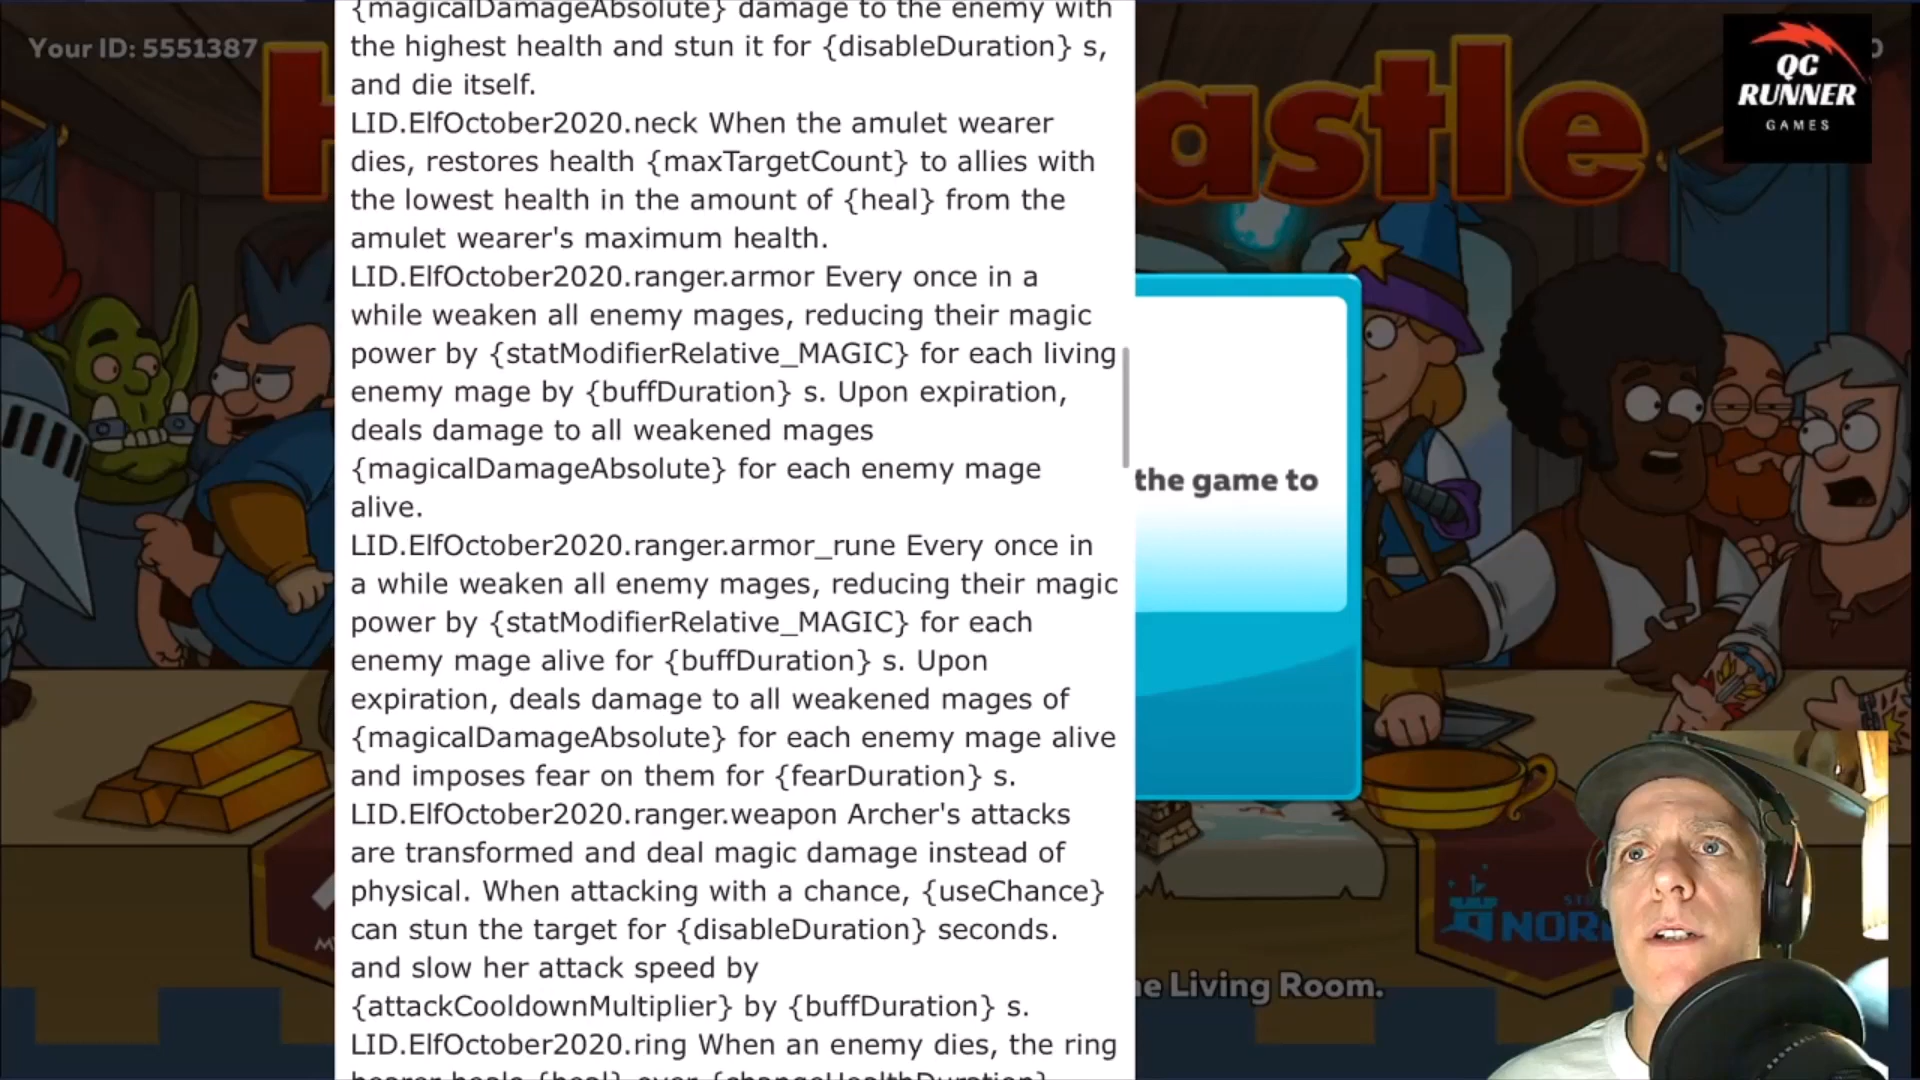 {magicalDamageAbsolute} damage to the enemy with
the highest health and stun it for {disableDuration} s,
and die itself.
LID.ElfOctober2020.neck When the amulet wearer
dies, restores health {maxTargetCount} to allies with
the lowest health in the amount of {heal} from the
amulet wearer's maximum health.
LID.ElfOctober2020.ranger.armor Every once in a
while weaken all enemy mages, reducing their magic
power by {statModifierRelative_MAGIC} for each living
enemy mage by {buffDuration} s. Upon expiration,
deals damage to all weakened mages
{magicalDamageAbsolute} for each enemy mage
alive.
LID.ElfOctober2020.ranger.armor_rune Every once in
a while weaken all enemy mages, reducing their magic
power by {statModifierRelative_MAGIC} for each
enemy mage alive for {buffDuration} s. Upon
expiration, deals damage to all weakened mages of
{magicalDamageAbsolute} for each enemy mage alive
and imposes fear on them for {fearDuration} s.
LID.ElfOctober2020.ranger.weapon Archer's attacks
are transformed and deal magic damage instead of
physical. When attacking with a chance, {useChance}
can stun the target for {disableDuration} seconds.
and slow her attack speed by
{attackCooldownMultiplier} by {buffDuration} s.
LID.ElfOctober2020.ring When an enemy dies, the ring
bearer heals {heal} over {changeHealthDuration}
Your ID: 5551387
H
astle
QC
RUNNER
GAMES
the game to
NOR
he Living Room.